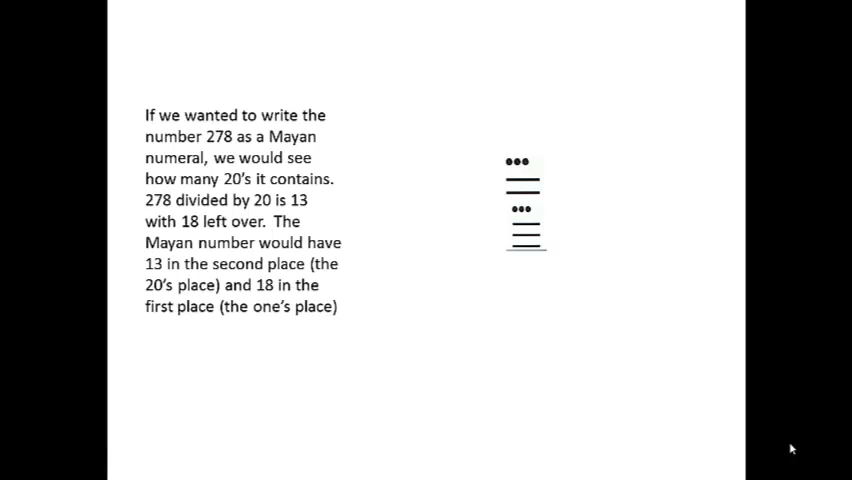 If we wanted to write the
number 278 as a Mayan
numeral, we would see
how many 20's it contains.
278 divided by 20 is 13
with 18 left over.  The
Mayan number would have
13 in the second place (the
20's place) and 18 in the
first place (the one's place)